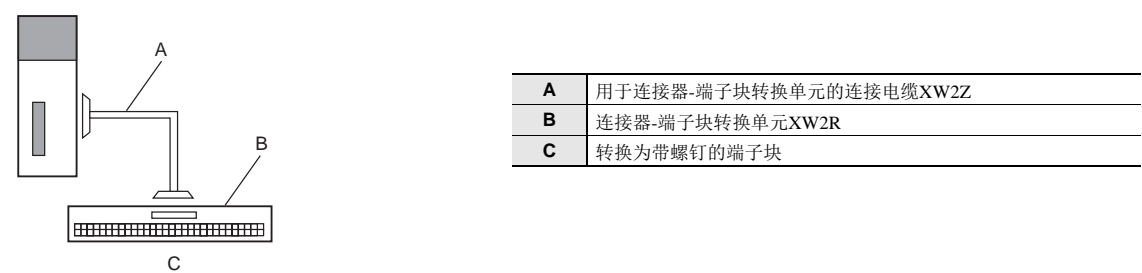 A
B
C
A 用于连接器-端子块转换单元的连接电缆XW2Z
B 连接器-端子块转换单元XW2R
C 转换为带螺钉的端子块